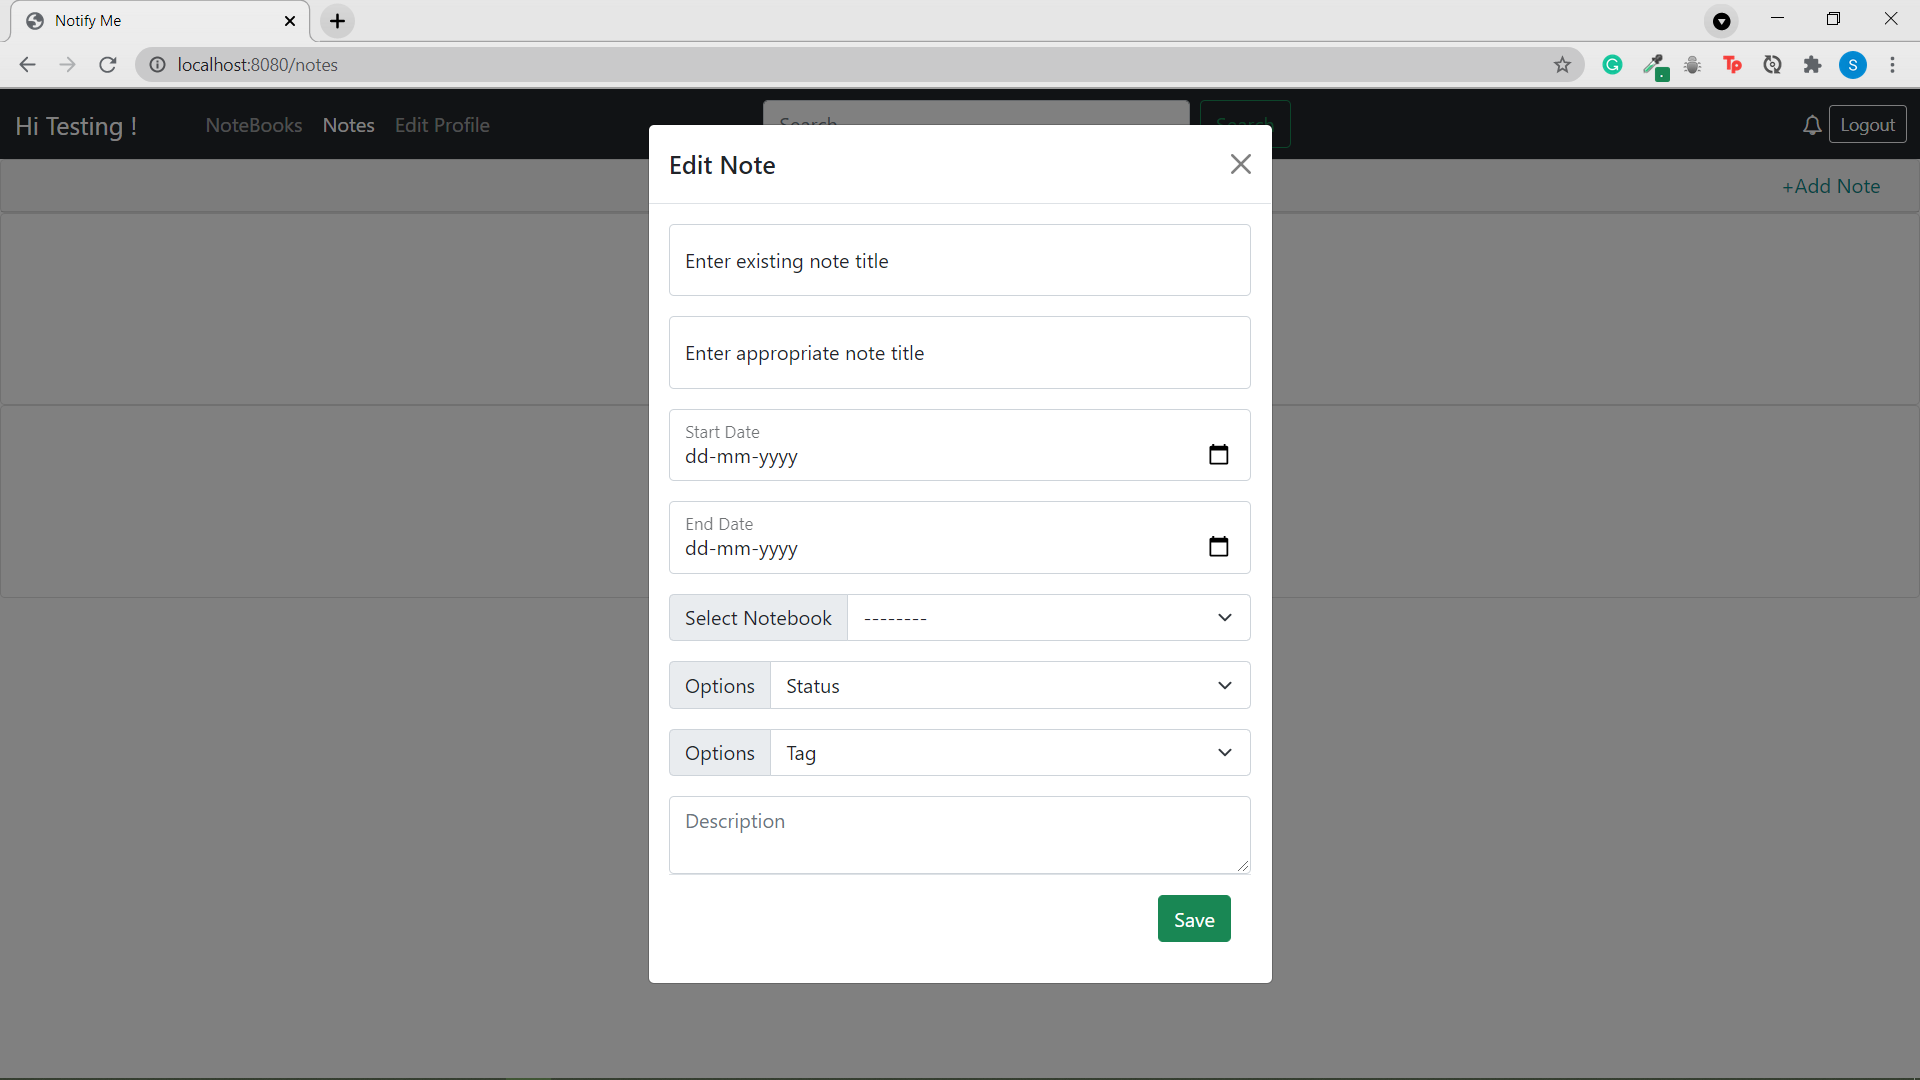 Notify Me
localhost:8080/notes
S
Hi Testing !
NoteBooks
Notes
Edit Profile
Search
Search
Logout
+Add Note
Edit Note
Enter existing note title
Enter appropriate note title
Start Date
dd-mm-yyyy
End Date
dd-mm-yyyy
Select Notebook
--------
Options
Status
Options
Tag
Description
Save